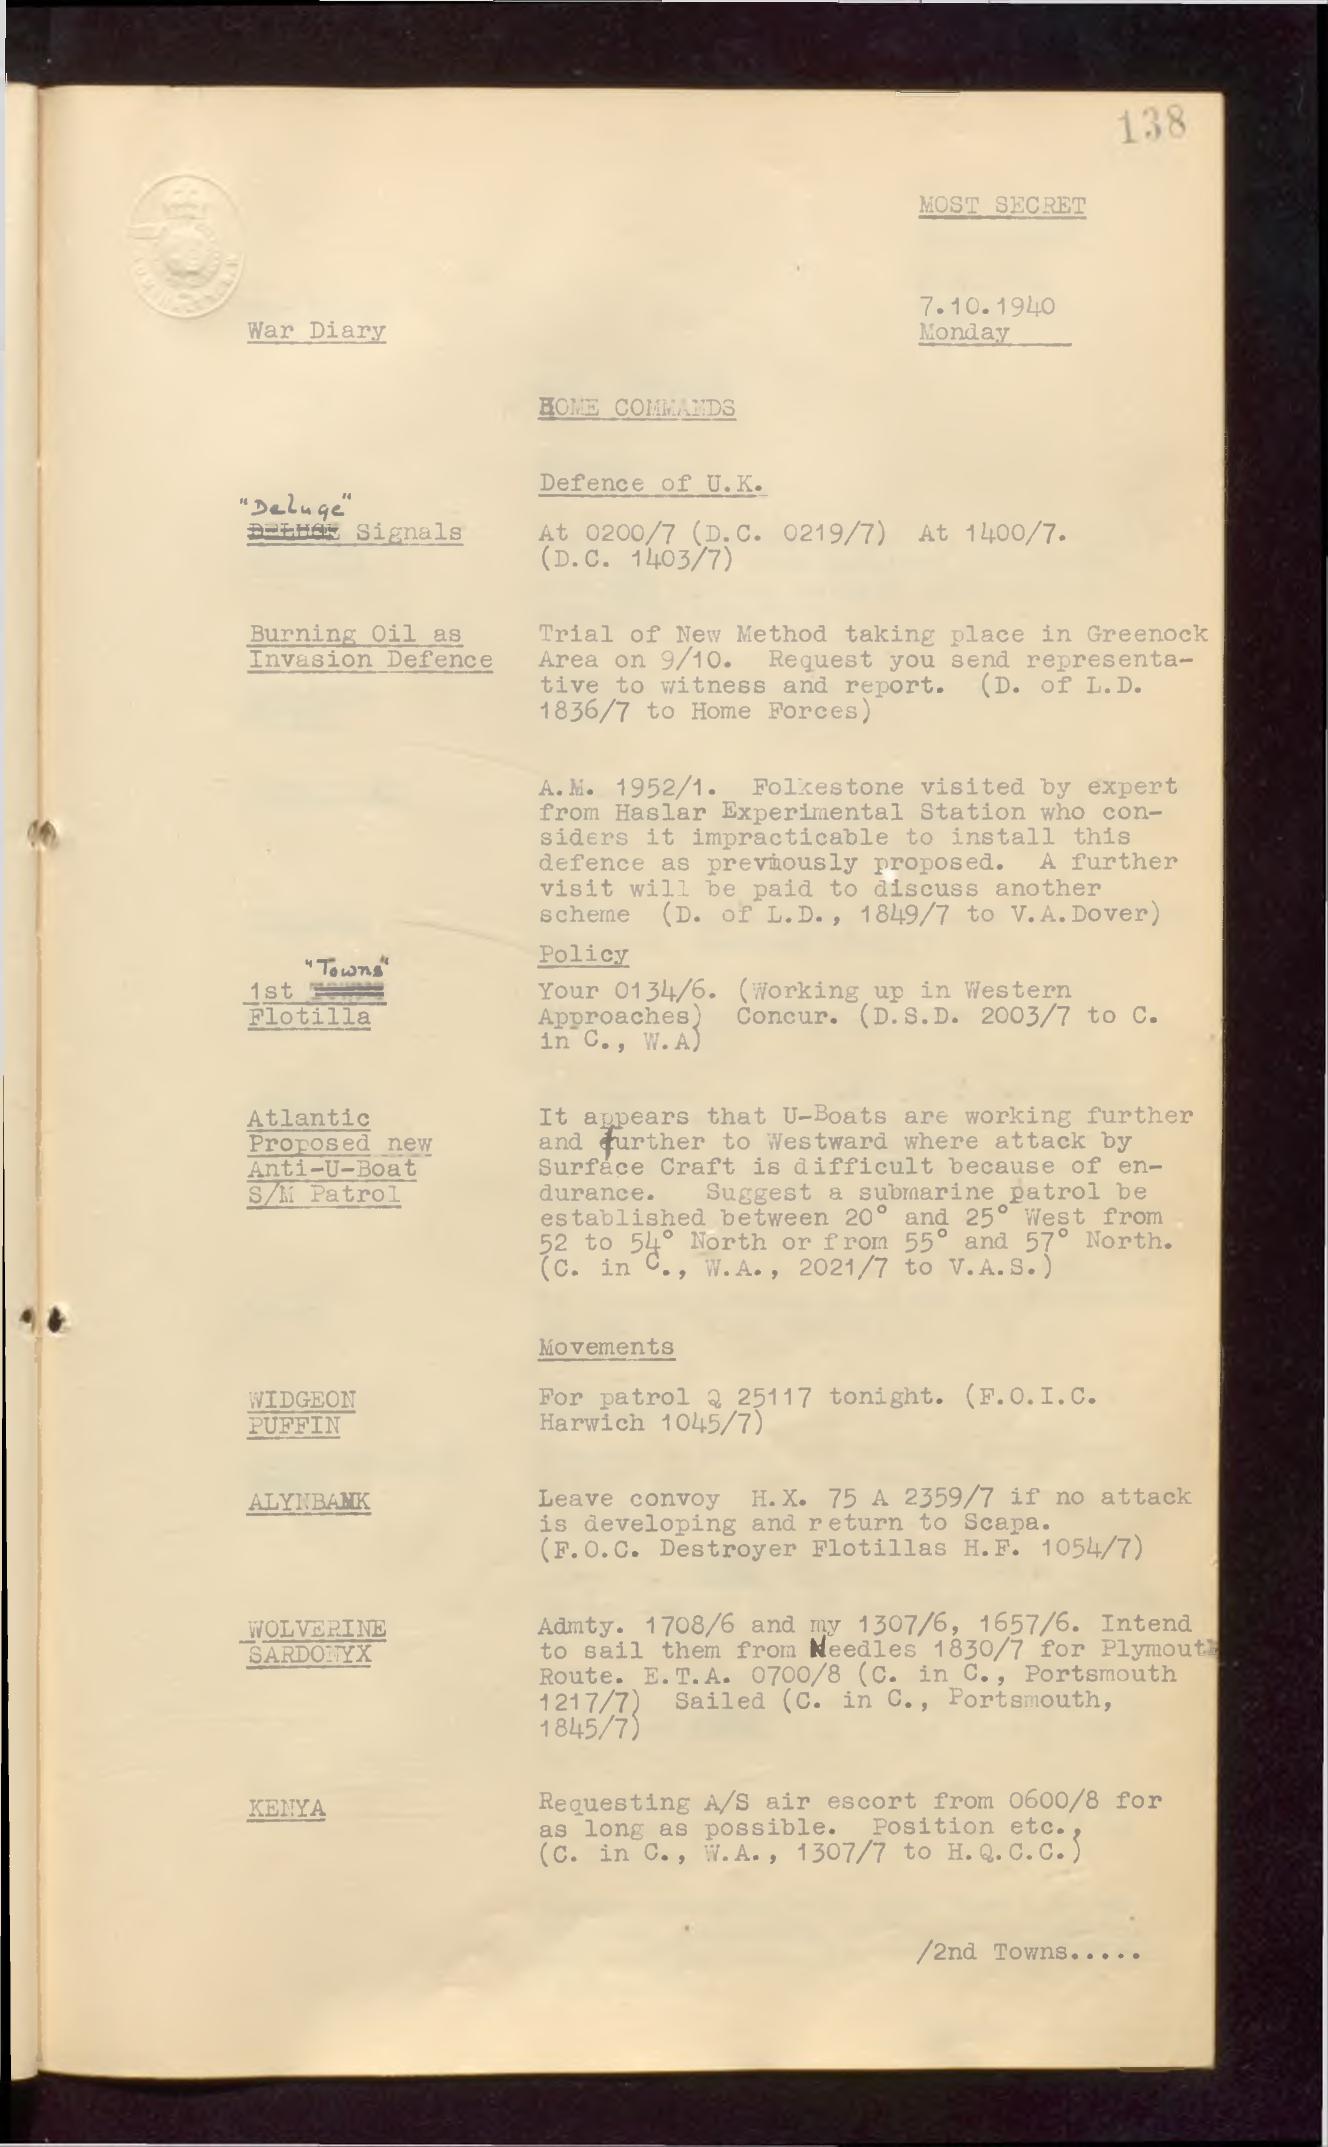 138
MOST SECRET
7.10.1940
War Diary
Monday
HOME COMMANDS
Defence of U.K.
"Deluge"
DELUGE Signals
At 0200/7 (D.C. 0219/7) At 1400/7.
(D.C. 1403/7)
Burning Oil as
Invasion Defence
Trial of New Method taking place in Greenock
Area on 9/10. Request you send representa-
tive to witness and report. (D. of L.D.
1836/7 to Home Forces)
A.M. 1952/1. Folkestone visited by expert
from Haslar Experimental Station who con-
siders it impracticable to install this
defence as previously proposed. A further
visit will be paid to discuss another
scheme (D. of L.D., 1849/7 to V.A.Dover)
Policy
"Towns"
1st TOWNS
Flotilla
Your 0134/6. (Working up in Western
Approaches) Concur. (D.S.D. 2003/7 to C.
in C., W.A)
Atlantic
Proposed new
Anti-U-Boat
S/M Patrol
It appears that U-Boats are working further
and further to Westward where attack by
Surface Craft is difficult because of en-
durance. Suggest a submarine patrol be
established between 20° and 25° West from
52 to 54° North or from 55° and 57° North.
(C. in C., W.A., 2021/7 to V.A.S.)
Movements
WIDGEON
PUFFIN
For patrol Q 25117 tonight. (F.O.I.C.
Harwich 1045/7)
ALYNBANK
Leave convoy H.X. 75 A 2359/7 if no attack
is developing and return to Scapa.
(F.O.C. Destroyer Flotillas H.F. 1054/7)
WOLVERINE
SARDONYX
Admty. 1708/6 and my 1307/6, 1657/6. Intend
to sail them from Needles 1830/7 for Plymouth
Route. E.T.A. 0700/8 (C. in C., Portsmouth
1217/7) Sailed (C. in C., Portsmouth,
1845/7)
KENYA
Requesting A/S air escort from 0600/8 for
as long as possible. Position etc.,
(C. in C., W.A., 1307/7 to H.Q.C.C.)
/2nd Towns.....